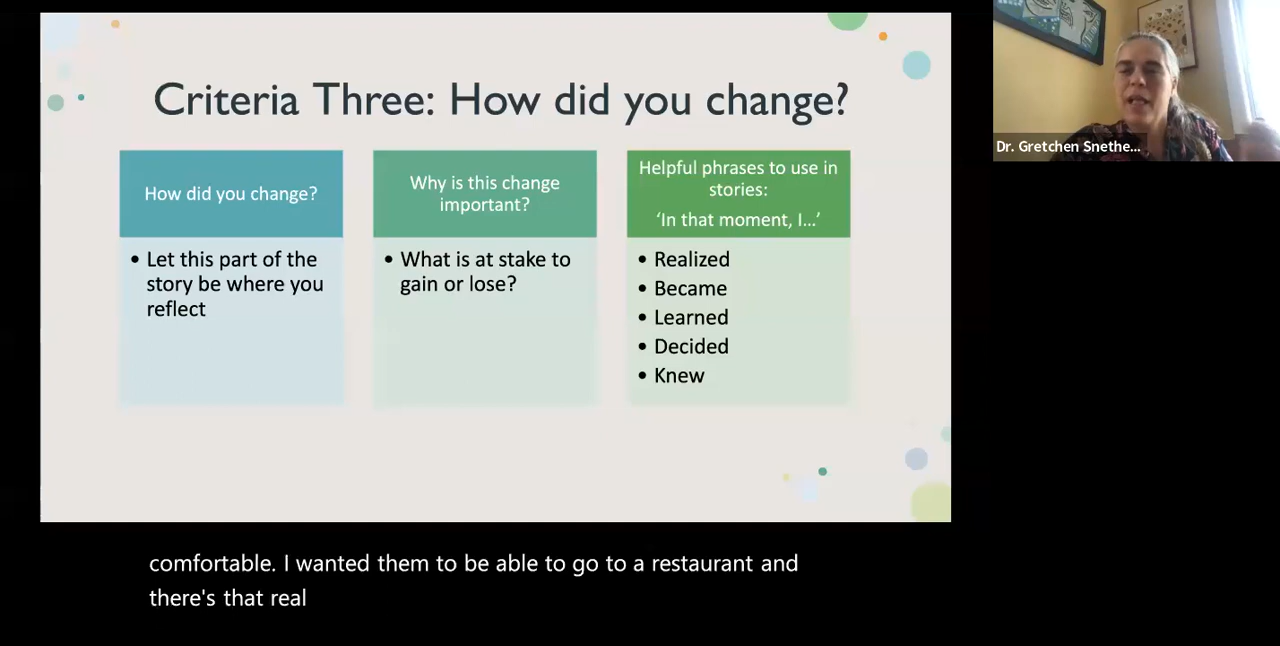 Criteria Three: How did you change?
How did you change?
• Let this part of the
story be where you
reflect
Why is this change
important?
• What is at stake to
gain or lose?
Helpful phrases to use in
stories:
‘In that moment, I...’
• Realized
• Became
• Learned
• Decided
• Knew
Dr. Gretchen Snethe...
comfortable. I wanted them to be able to go to a restaurant and
there's that real